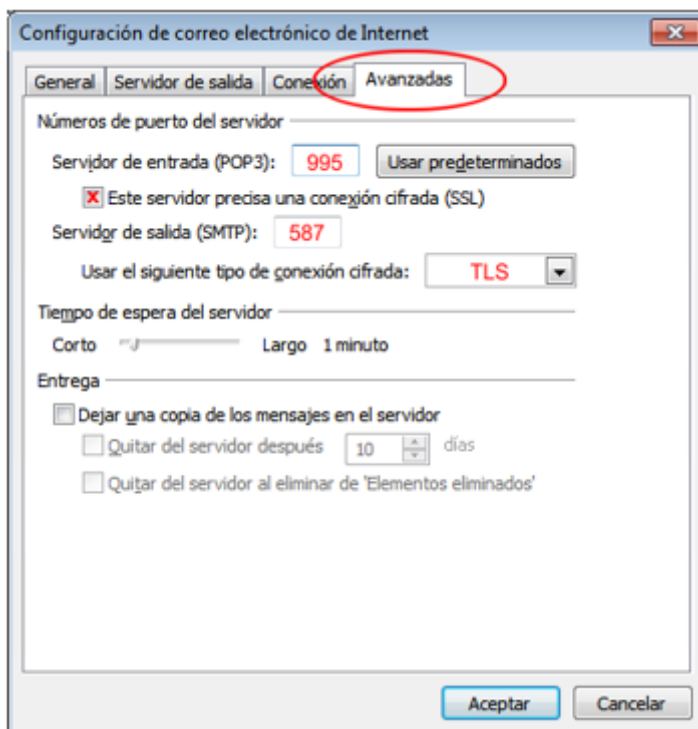 Configuración de correo electrónico de Internet
General Servidor de salida Conexión Avanzadas
Números de puerto del servidor
Servidor de entrada (POP3): 995 Usar predeterminados
Este servidor precisa una conexión cifrada (SSL)
Servidor de salida (SMTP): 587
Usar el siguiente tipo de conexión cifrada: TLS
Tiempo de espera del servidor
Corto Largo 1 minuto
Entrega
Dejar una copia de los mensajes en el servidor
Quitar del servidor después 10 días
Quitar del servidor al eliminar de 'Elementos eliminados'
Aceptar Cancelar